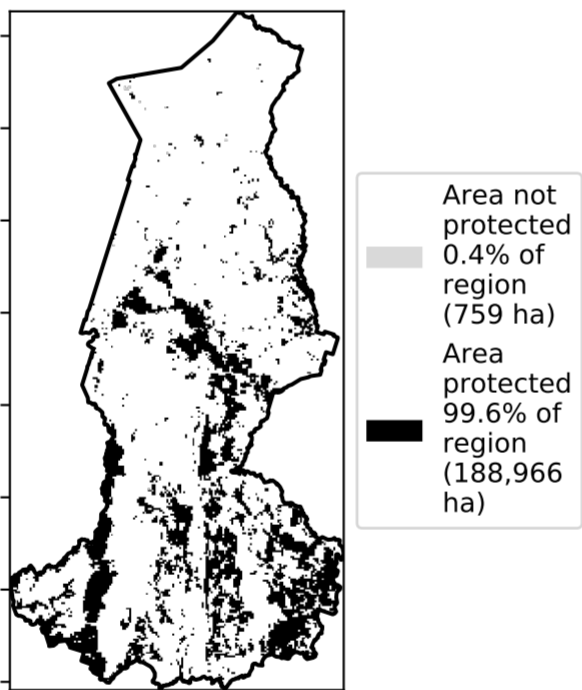 Area not
protected
0.4% of
region
(759 ha)
Area
protected
99.6% of
region
(188,966
ha)